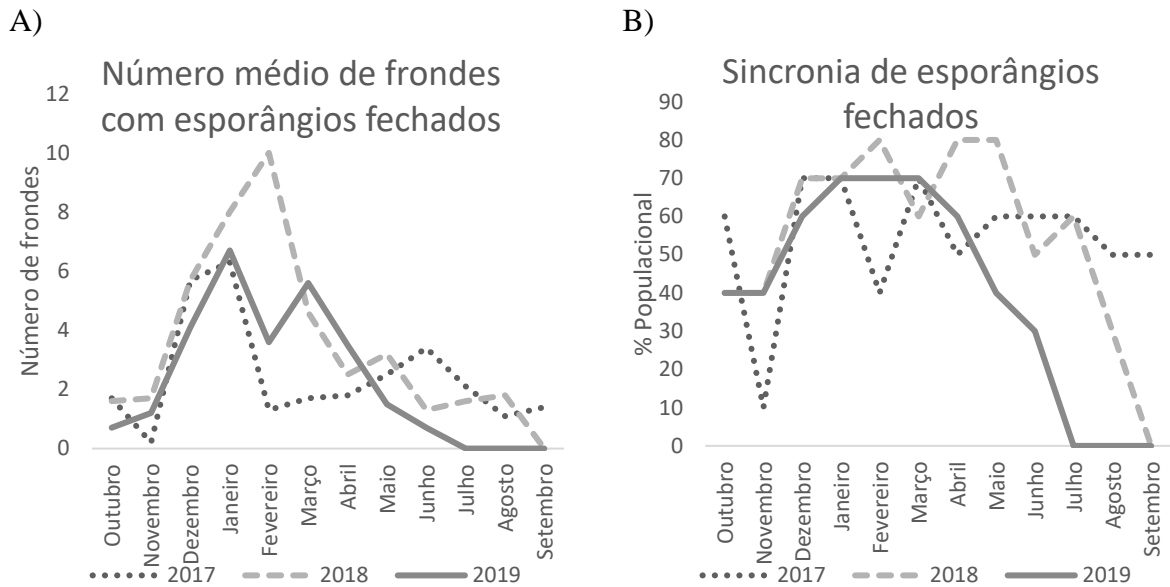 A)
Número médio de frondes
com esporângios fechados
Número de frondes
12
10
8
6
4
2
0
Outubro
Novembro
Dezembro
Janeiro
Fevereiro
Março
Abril
Maio
Junho
Julho
Agosto
Setembro
2017
2018
2019
B)
Sincronia de esporângios
fechados
% Populacional
90
80
70
60
50
40
30
20
10
0
Outubro
Novembro
Dezembro
Janeiro
Fevereiro
Março
Abril
Maio
Junho
Julho
Agosto
Setembro
2017
2018
2019